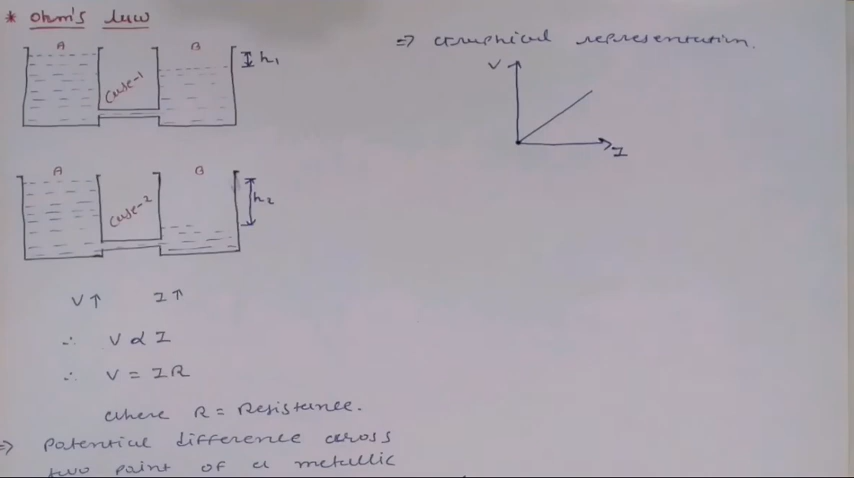 * Ohm's Law
A B
Case-1
h₁
A B
Case-2
h₂
V↑ I↑
∴ V ∝ I
∴ V = IR
where R = Resistance.
⇒ Potential difference across
two point of a metallic
⇒ Graphical representation.
V
I